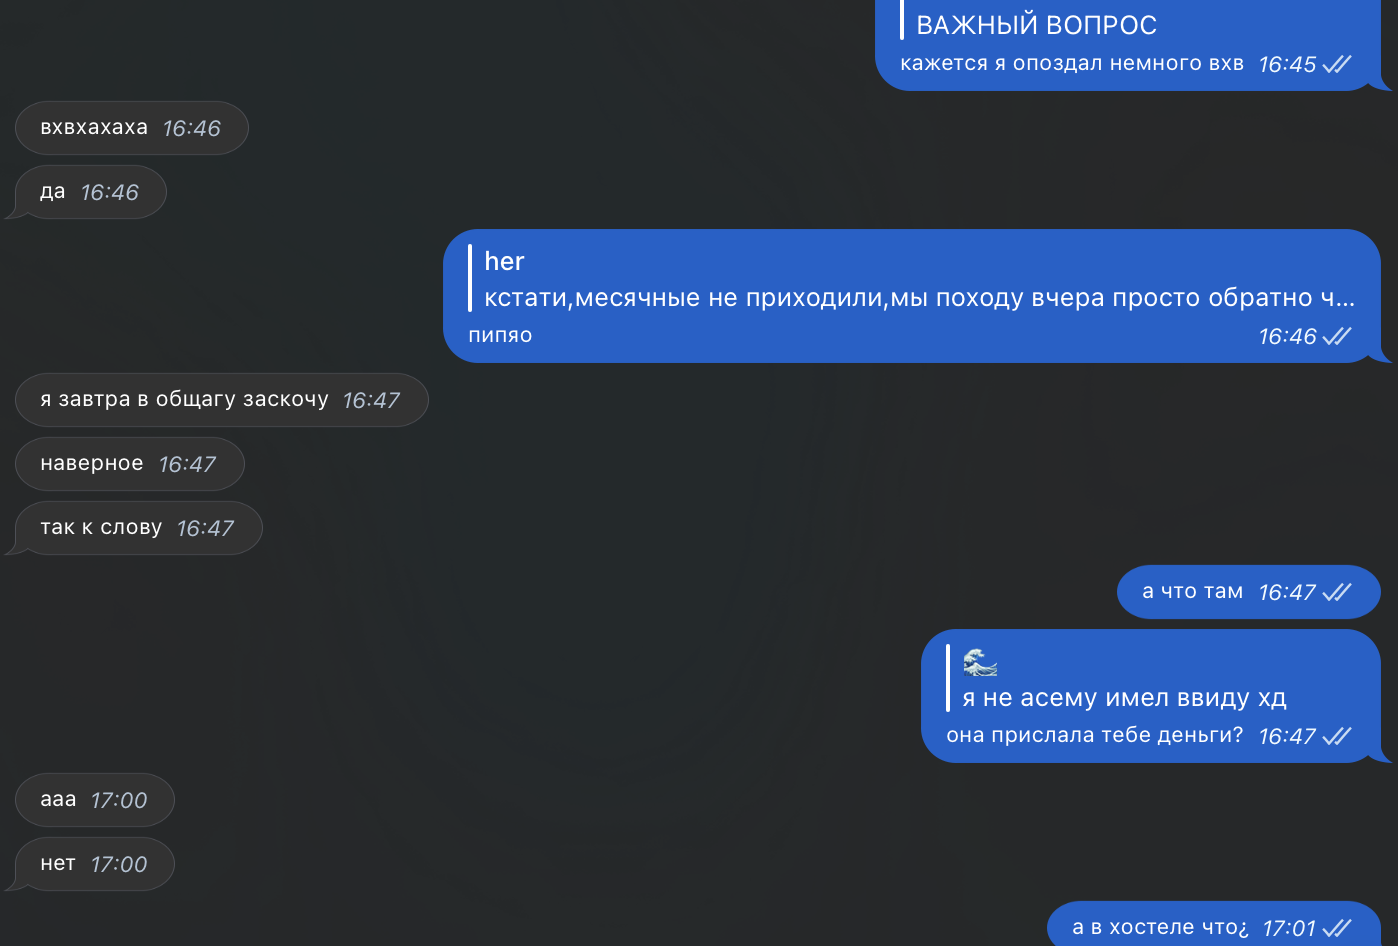 ВАЖНЫЙ ВОПРОС
кажется я опоздал немного вхв 16:45
вхвхахаха 16:46
да 16:46
her
кстати,месячные не приходили,мы походу вчера просто обратно ч...
пипяо 16:46
я завтра в общагу заскочу 16:47
наверное 16:47
так к слову 16:47
а что там 16:47
я не асему имел ввиду хд
она прислала тебе деньги? 16:47
ааа 17:00
нет 17:00
а в хостеле что¿ 17:01